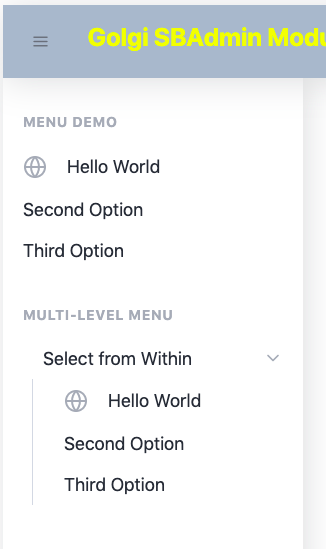 Golgi SBAdmin Modu
MENU DEMO
Hello World
Second Option
Third Option
MULTI-LEVEL MENU
Select from Within
Hello World
Second Option
Third Option